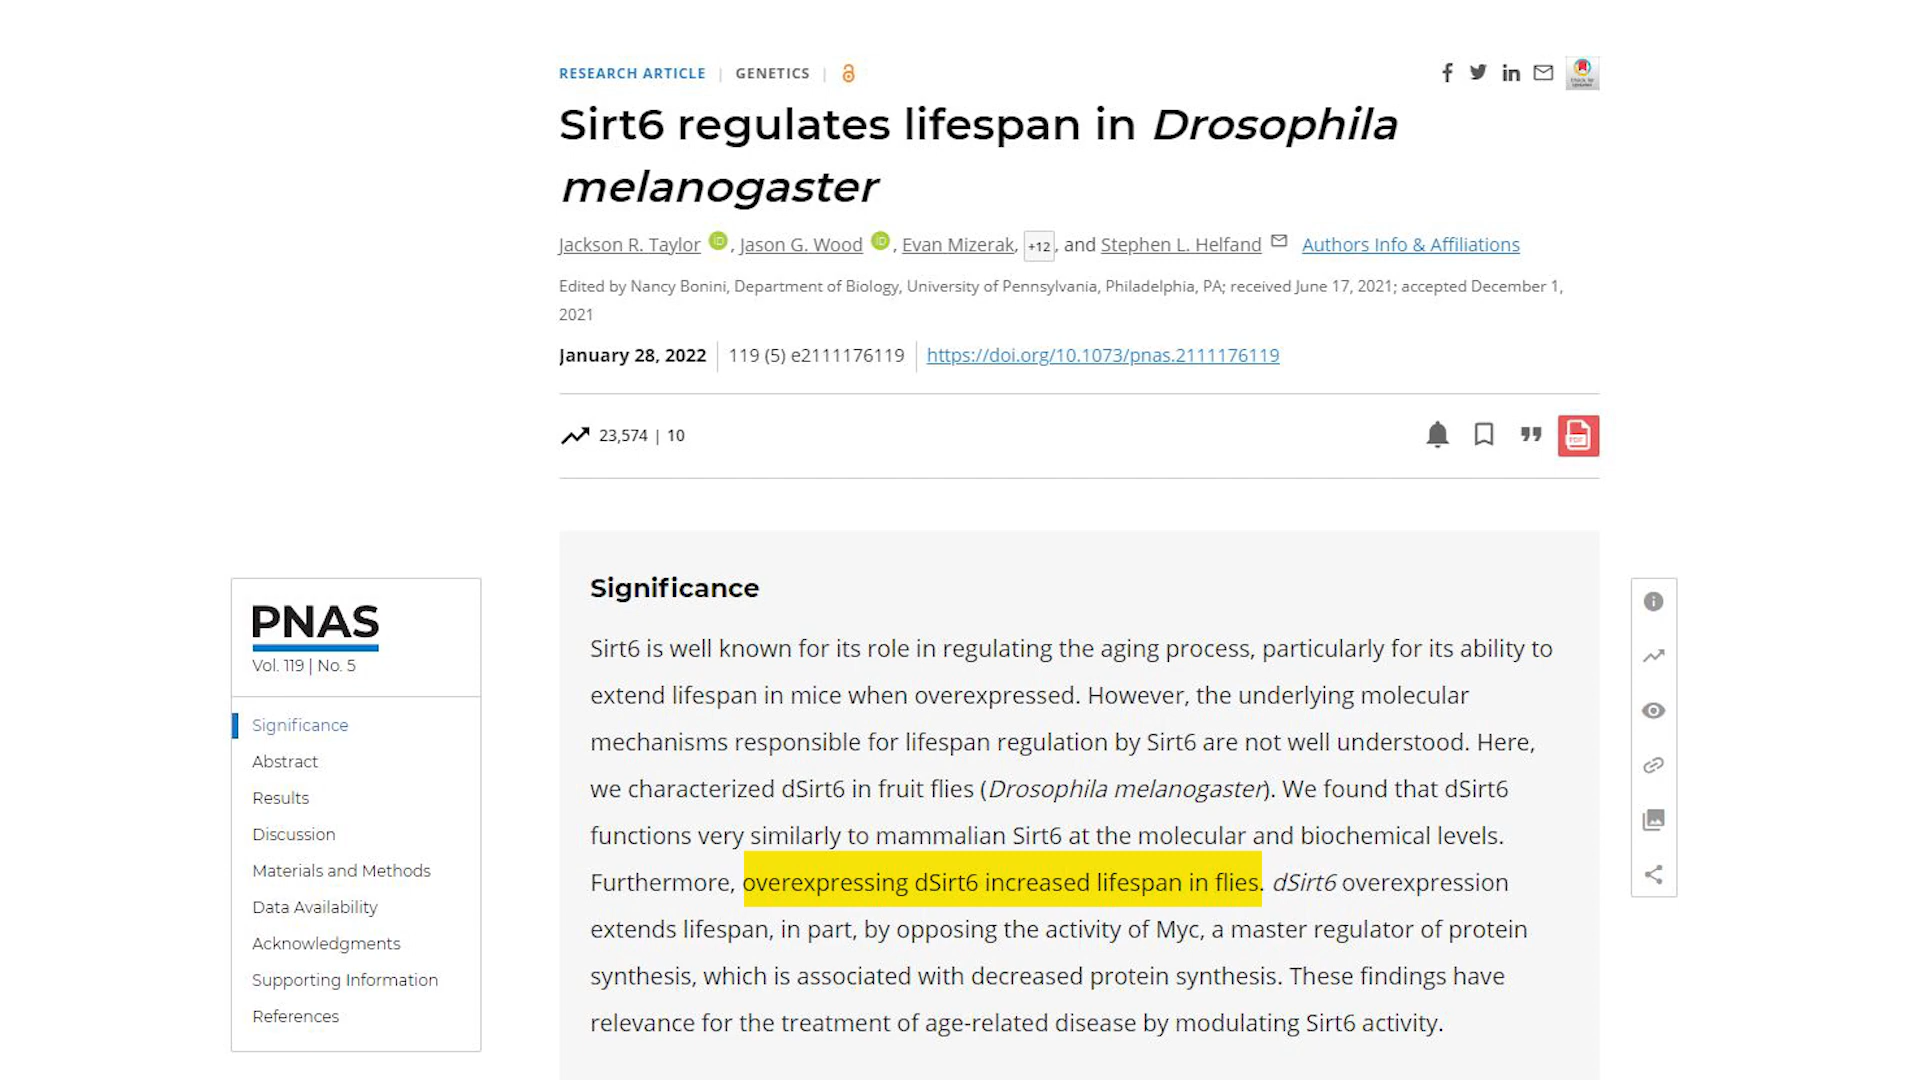 RESEARCH ARTICLE | GENETICS |
Sirt6 regulates lifespan in Drosophila
melanogaster
Jackson R. Taylor iD, Jason G. Wood iD, Evan Mizerak, +12, and Stephen L. Helfand Authors Info & Affiliations
Edited by Nancy Bonini, Department of Biology, University of Pennsylvania, Philadelphia, PA; received June 17, 2021; accepted December 1,
2021
January 28, 2022 | 119 (5) e2111176119 | https://doi.org/10.1073/pnas.2111176119
23,574 | 10
PDF
Significance
Sirt6 is well known for its role in regulating the aging process, particularly for its ability to
extend lifespan in mice when overexpressed. However, the underlying molecular
mechanisms responsible for lifespan regulation by Sirt6 are not well understood. Here,
we characterized dSirt6 in fruit flies (Drosophila melanogaster). We found that dSirt6
functions very similarly to mammalian Sirt6 at the molecular and biochemical levels.
Furthermore, overexpressing dSirt6 increased lifespan in flies. dSirt6 overexpression
extends lifespan, in part, by opposing the activity of Myc, a master regulator of protein
synthesis, which is associated with decreased protein synthesis. These findings have
relevance for the treatment of age-related disease by modulating Sirt6 activity.
PNAS
Vol. 119 | No. 5
Significance
Abstract
Results
Discussion
Materials and Methods
Data Availability
Acknowledgments
Supporting Information
References